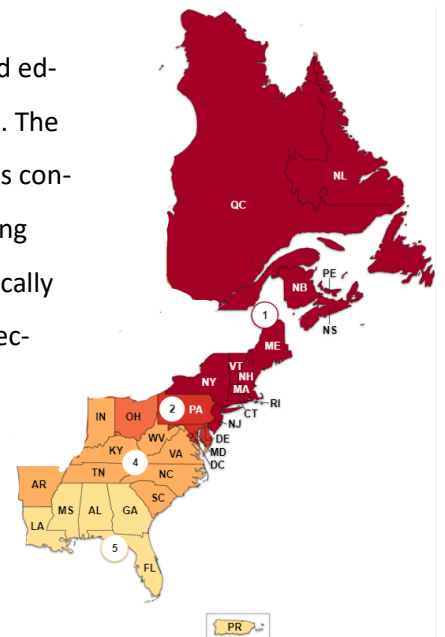 d ed-
. The
s con-
ng
cally
ec-
NL
QC
PE
NB
1
NS
ME
VT
NH
NY
MA
RI
CT
IN
OH
2
PA
NJ
DE
WV
MD
KY
VA
DC
4
TN
NC
AR
SC
MS
AL
GA
LA
5
FL
PR